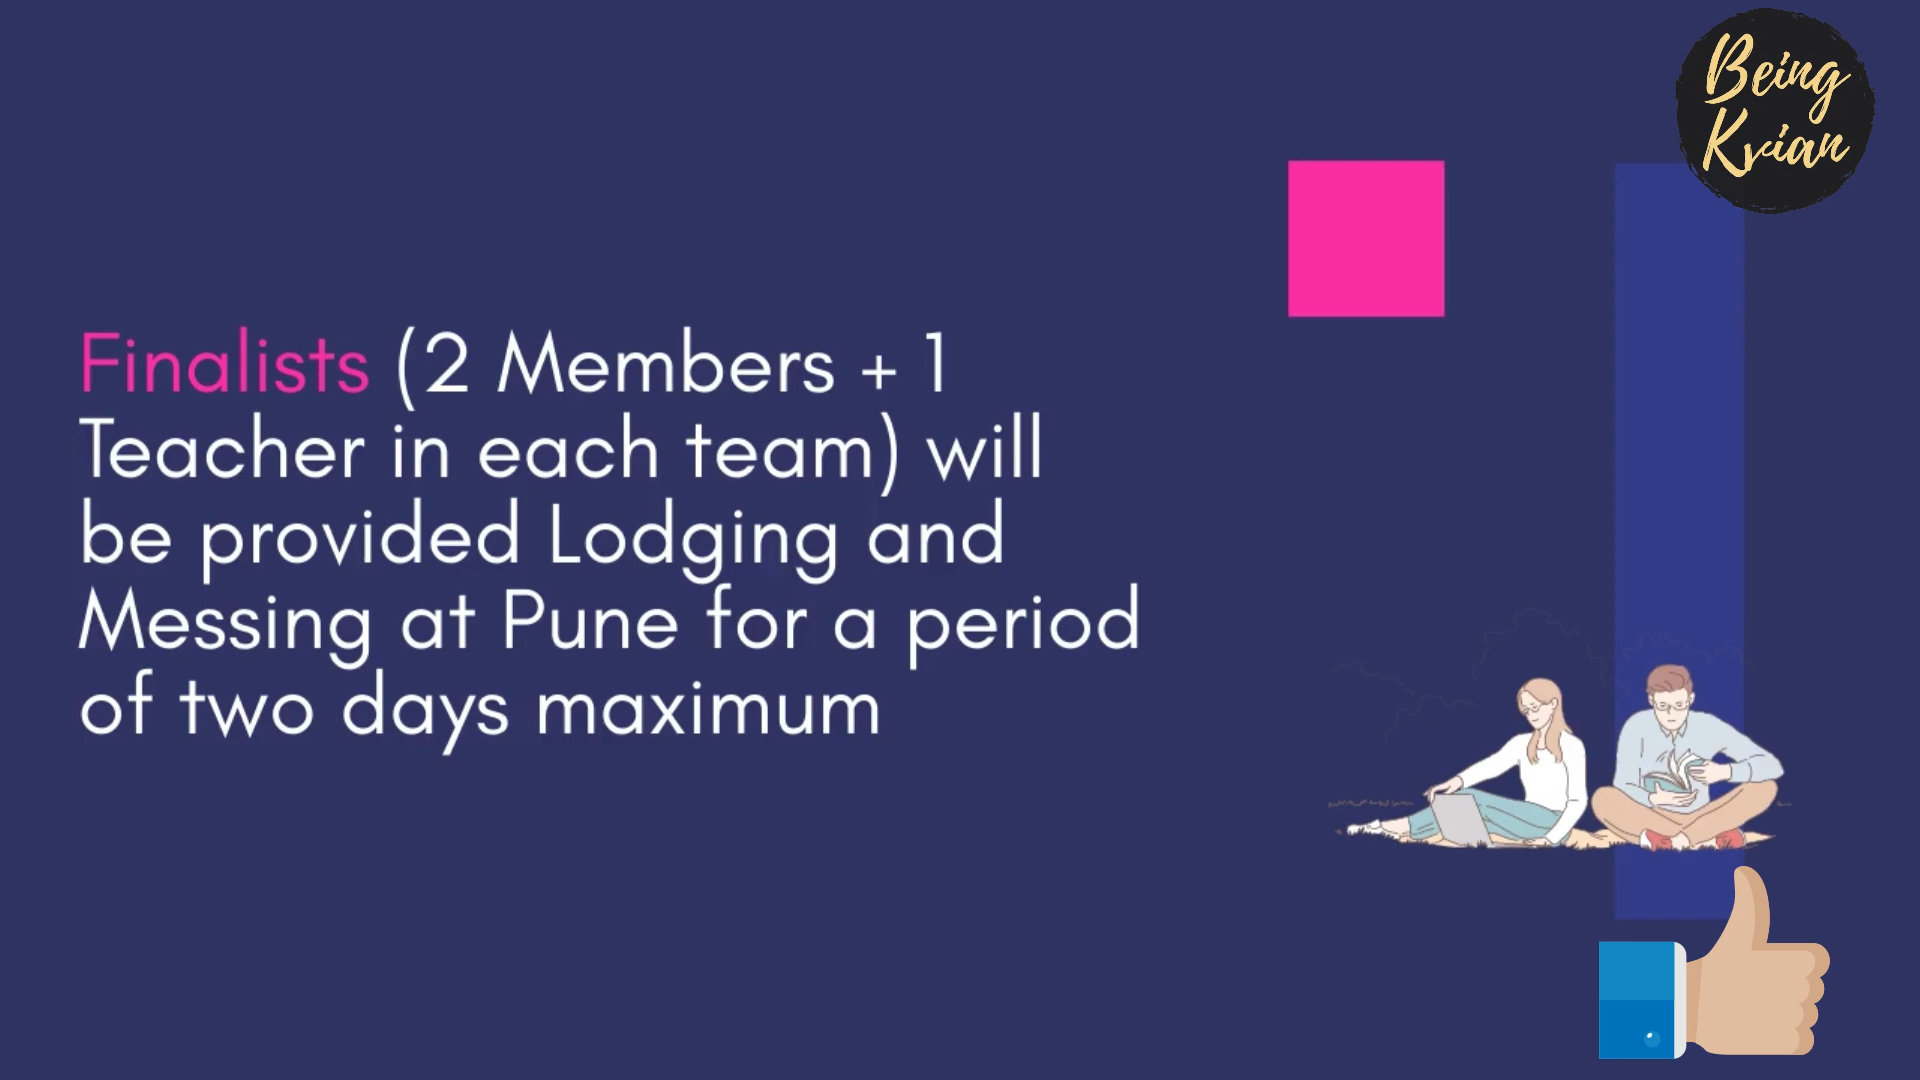 Being
Kvian
Finalists (2 Members + 1
Teacher in each team) will
be provided Lodging and
Messing at Pune for a period
of two days maximum